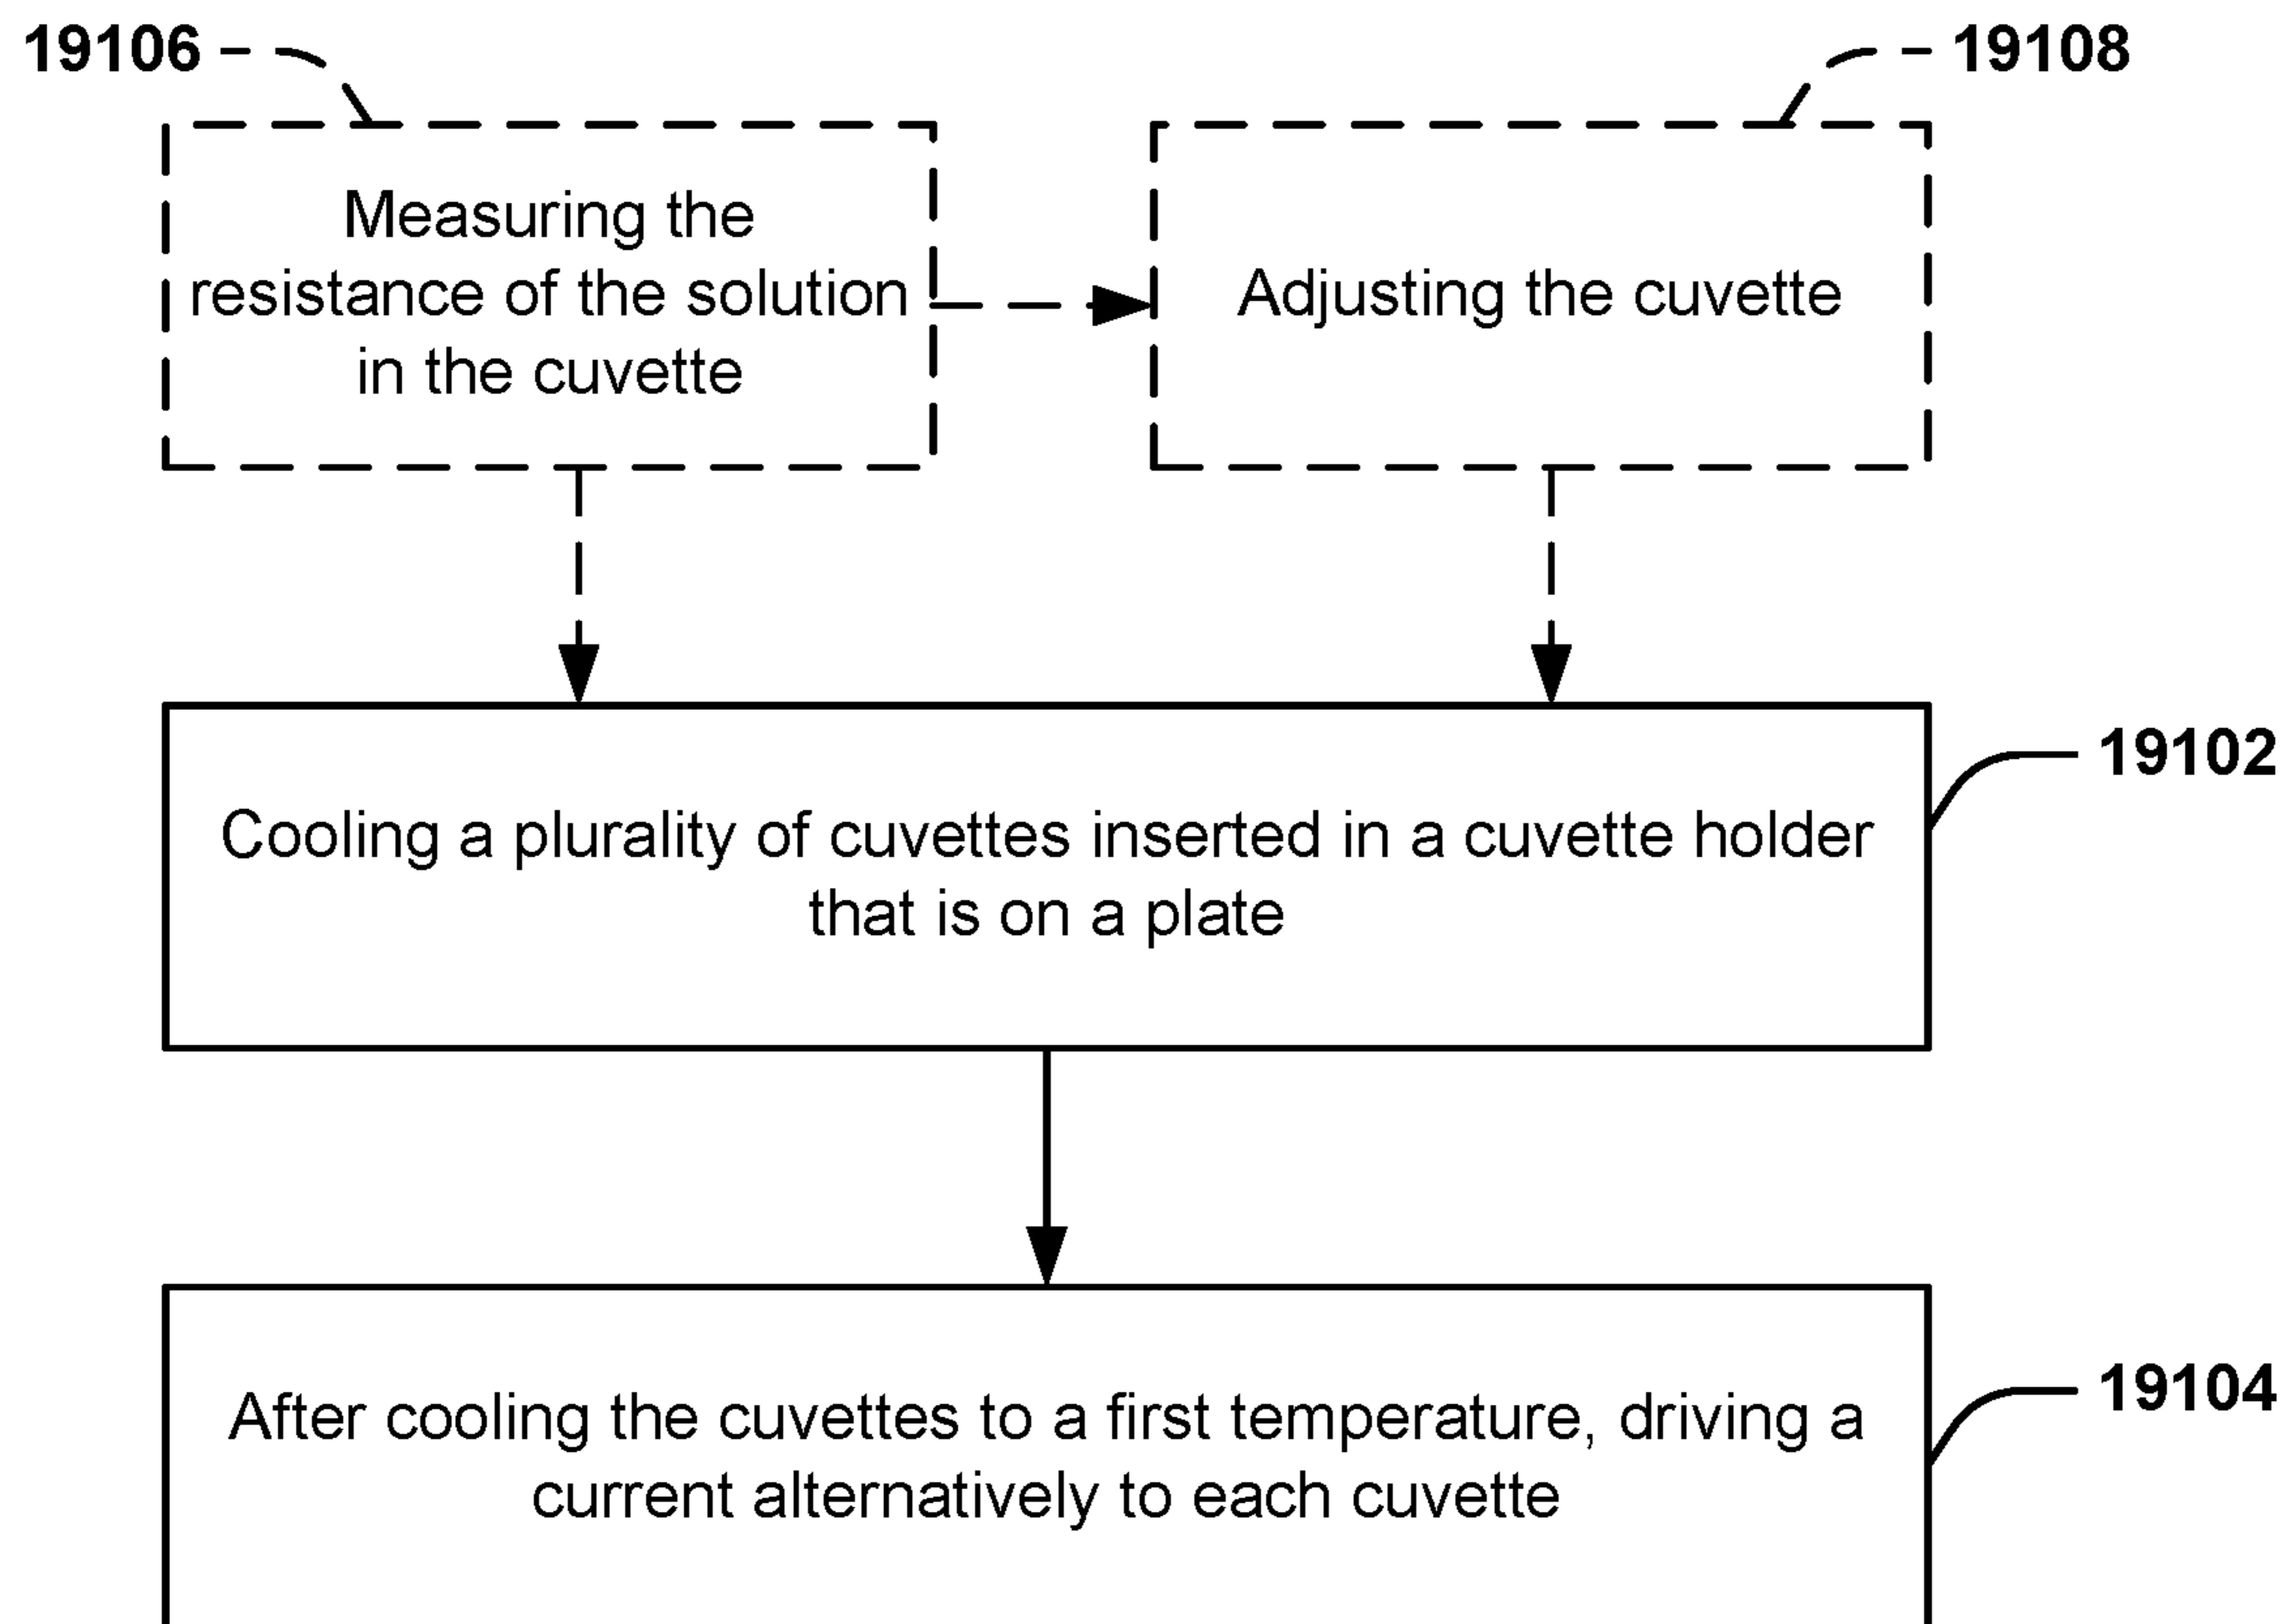 19106
19108
Measuring the
resistance of the solution
in the cuvette
Adjusting the cuvette
19102
Cooling a plurality of cuvettes inserted in a cuvette holder
that is on a plate
19104
After cooling the cuvettes to a first temperature, driving a
current alternatively to each cuvette